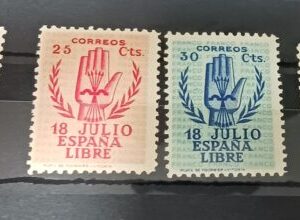 CORREOS
25 Cts.
18 JULIO
ESPAÑA
LIBRE
CORREOS
30 Cts.
18 JULIO
ESPAÑA
LIBRE